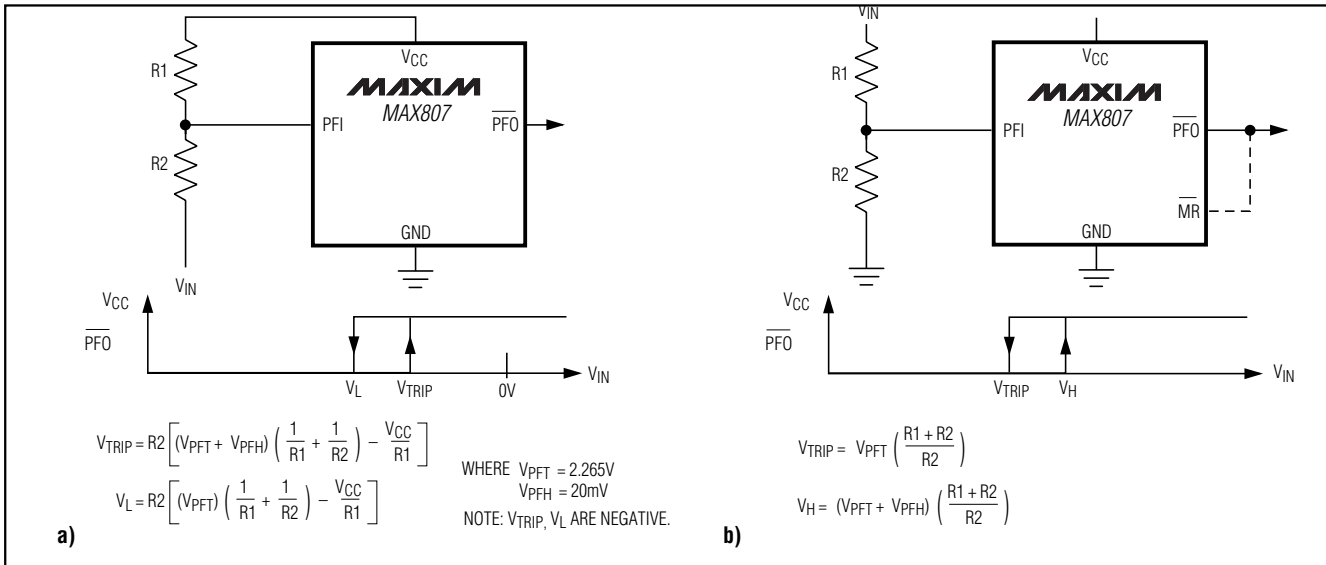 R1
R2
VIN
VCC
MAXIM
MAX807
PFI
PFO
GND
VCC
PFO
VL
VTRIP
0V
VIN
VTRIP = R2 [(VPFT + VPFH) (1/R1 + 1/R2) − VCC/R1]
VL = R2 [(VPFT) (1/R1 + 1/R2) − VCC/R1]
WHERE VPFT = 2.265V
VPFH = 20mV
NOTE: VTRIP, VL ARE NEGATIVE.
a)
VIN
R1
R2
VCC
MAXIM
MAX807
PFI
PFO
MR
GND
VCC
PFO
VTRIP
VH
VIN
VTRIP = VPFT (R1 + R2/R2)
VH = (VPFT + VPFH) (R1 + R2/R2)
b)